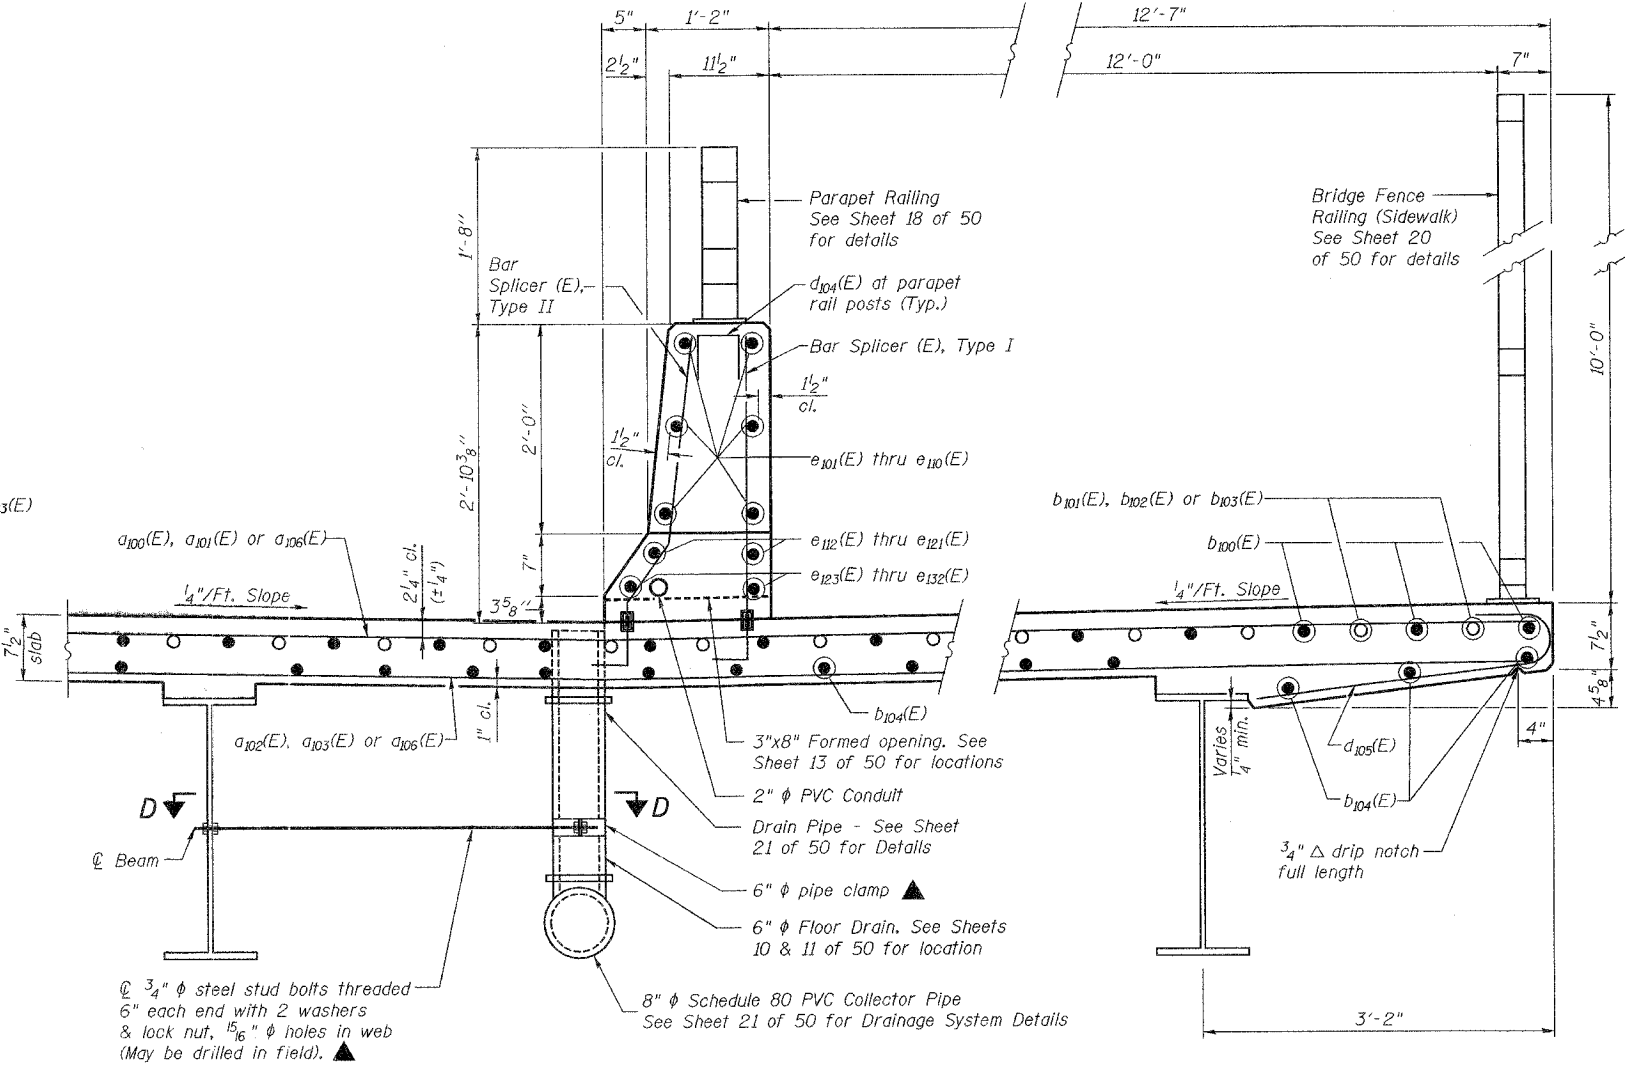 5"
1'-2"
12'-7"
2½"
11½"
12'-0"
7"
1'-8"
Parapet Railing
See Sheet 18 of 50
for details
Bridge Fence
Railing (Sidewalk)
See Sheet 20
of 50 for details
Bar
Splicer (E),
Type II
d104(E) at parapet
rail posts (Typ.)
Bar Splicer (E), Type I
10'-0"
1½"
cl.
2'-0"
2'-10⅜"
1½"
cl.
e101(E) thru e110(E)
3(E)
b101(E), b102(E) or b103(E)
a100(E), a101(E) or a106(E)
2¼" cl.
(±¼")
7"
e112(E) thru e121(E)
b100(E)
e123(E) thru e132(E)
¼"/Ft. Slope
3⅝"
¼"/Ft. Slope
7½"
slab
7½"
4⅝"
1" cl.
b104(E)
a102(E), a103(E) or a106(E)
3"x8" Formed opening. See
Sheet 13 of 50 for locations
Varies
¼" min.
4"
d105(E)
2" ϕ PVC Conduit
b104(E)
D
D
Drain Pipe - See Sheet
21 of 50 for Details
℄ Beam
¾" △ drip notch
full length
6" ϕ pipe clamp ▲
6" ϕ Floor Drain. See Sheets
10 & 11 of 50 for location
℄ ¾" ϕ steel stud bolts threaded
6" each end with 2 washers
& lock nut, 15/16" ϕ holes in web
(May be drilled in field). ▲
8" ϕ Schedule 80 PVC Collector Pipe
See Sheet 21 of 50 for Drainage System Details
3'-2"